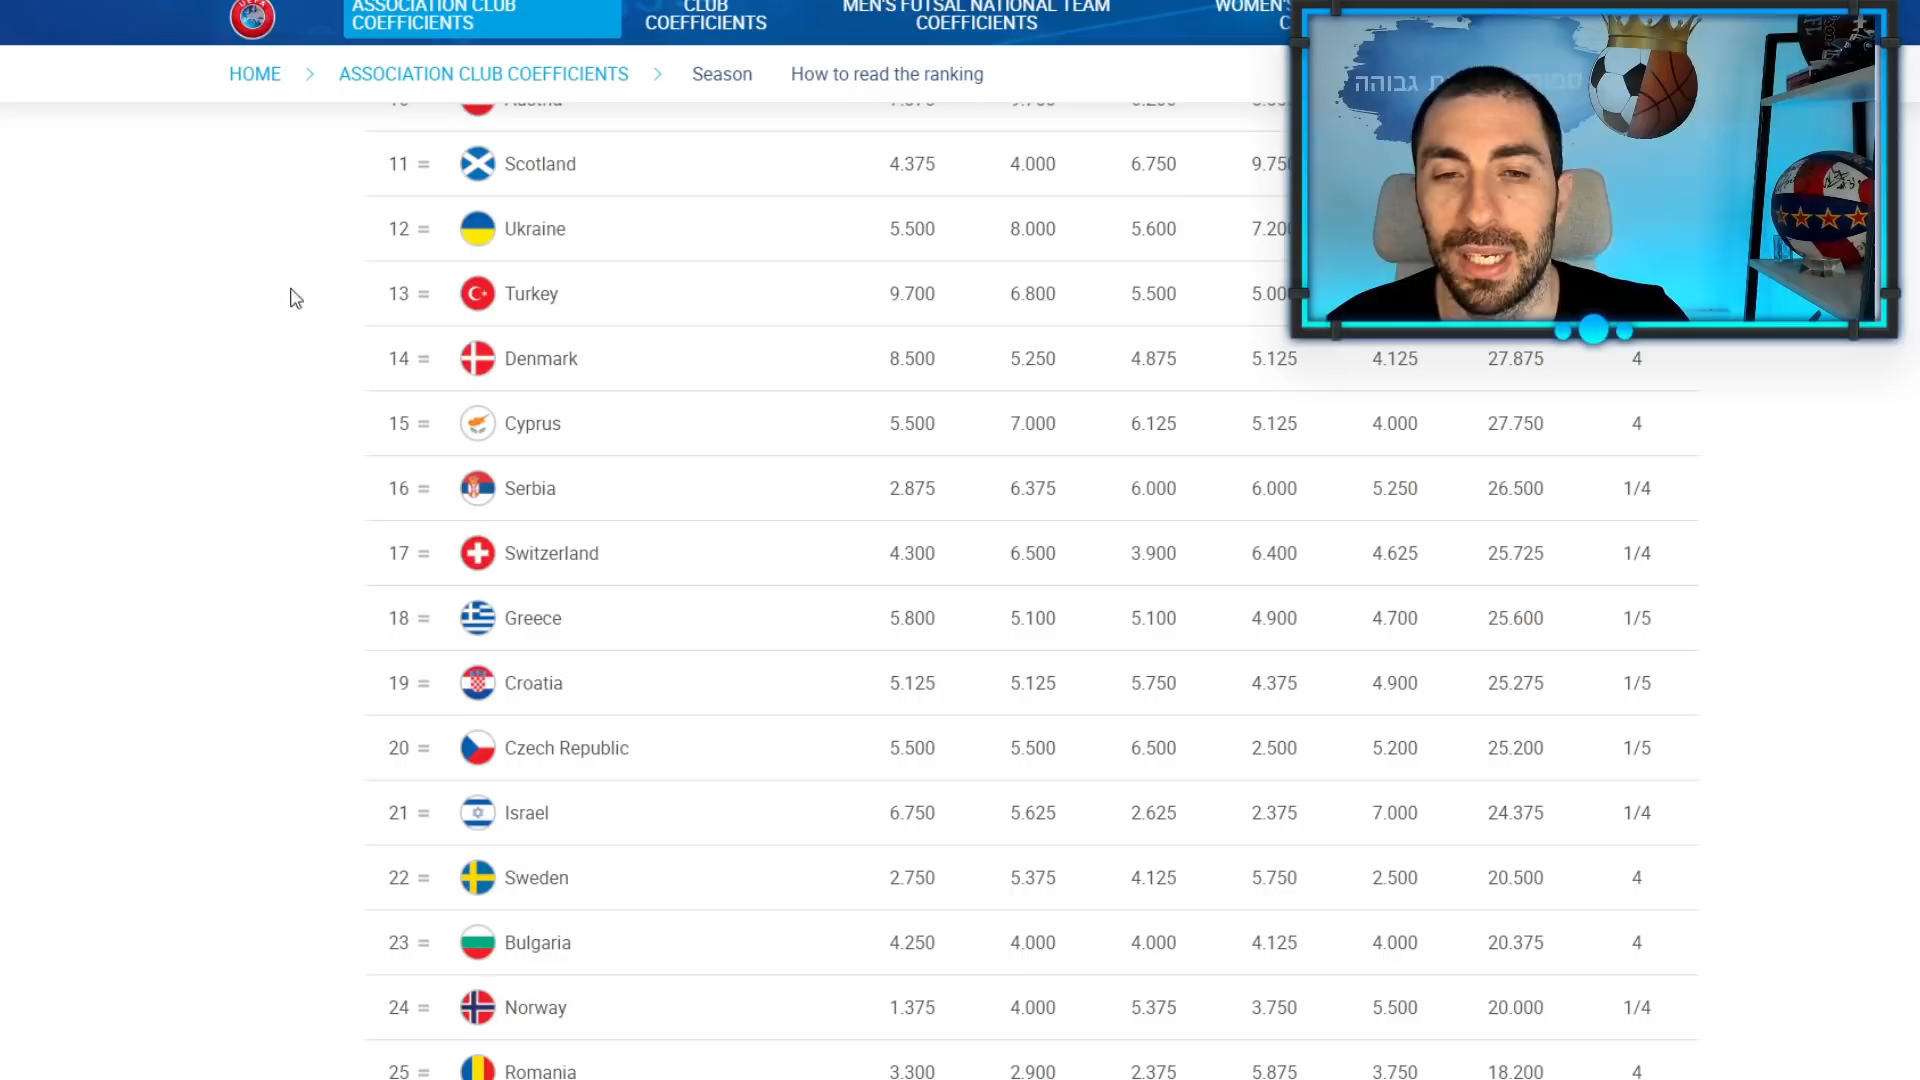 ASSOCIATION CLUB
COEFFICIENTS
CLUB
COEFFICIENTS
MEN'S FUTSAL NATIONAL TEAM
COEFFICIENTS
WOMEN'S
HOME > ASSOCIATION CLUB COEFFICIENTS > Season How to read the ranking
גבוהה
11 = Scotland 4.375 4.000 6.750 9.750
12 = Ukraine 5.500 8.000 5.600 7.200
13 = Turkey 9.700 6.800 5.500 5.00
14 = Denmark 8.500 5.250 4.875 5.125 4.125 27.875 4
15 = Cyprus 5.500 7.000 6.125 5.125 4.000 27.750 4
16 = Serbia 2.875 6.375 6.000 6.000 5.250 26.500 1/4
17 = Switzerland 4.300 6.500 3.900 6.400 4.625 25.725 1/4
18 = Greece 5.800 5.100 5.100 4.900 4.700 25.600 1/5
19 = Croatia 5.125 5.125 5.750 4.375 4.900 25.275 1/5
20 = Czech Republic 5.500 5.500 6.500 2.500 5.200 25.200 1/5
21 = Israel 6.750 5.625 2.625 2.375 7.000 24.375 1/4
22 = Sweden 2.750 5.375 4.125 5.750 2.500 20.500 4
23 = Bulgaria 4.250 4.000 4.000 4.125 4.000 20.375 4
24 = Norway 1.375 4.000 5.375 3.750 5.500 20.000 1/4
25 = Romania 3.300 2.900 2.375 5.875 3.750 18.200 4